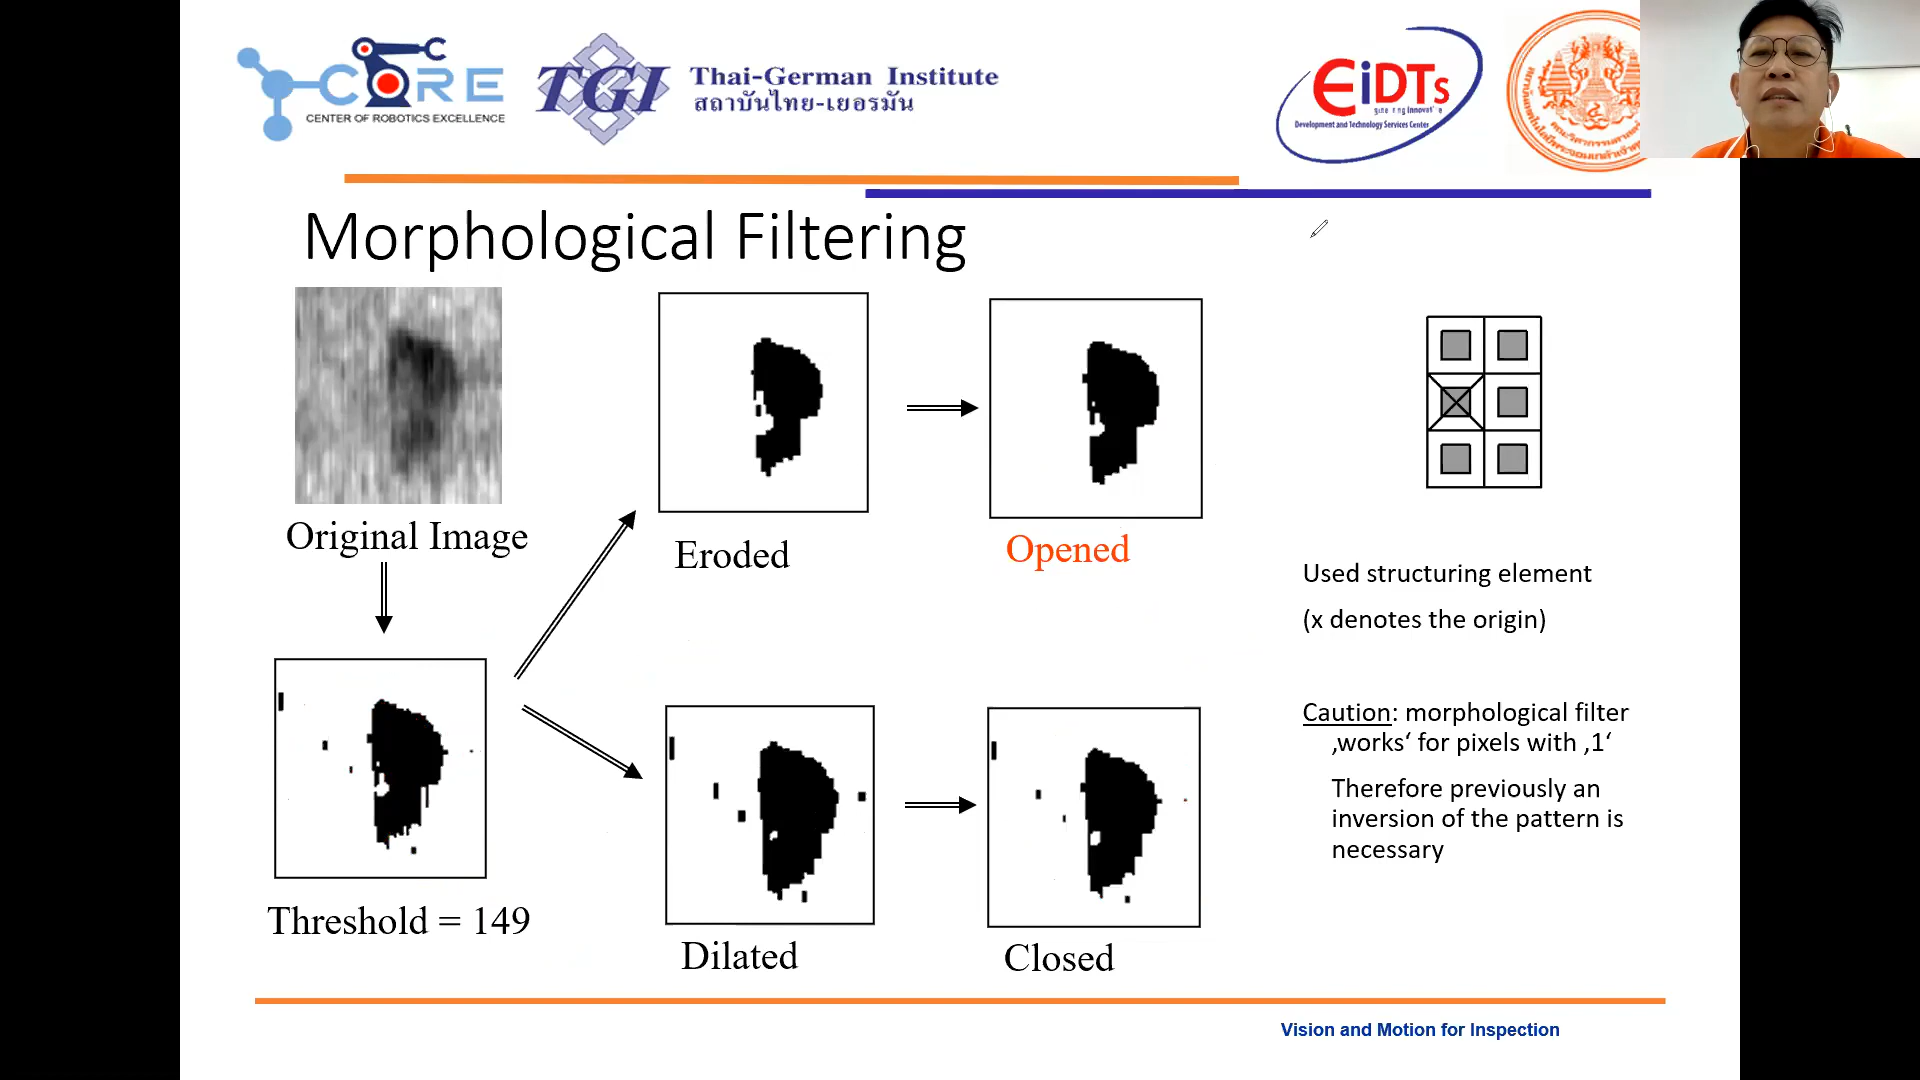 CORE
CENTER OF ROBOTICS EXCELLENCE
TGI
Thai-German Institute
สถาบันไทย-เยอรมัน
EiDTs
Development and Technology Services Center
Morphological Filtering
Original Image
Eroded
Opened
Used structuring element
(x denotes the origin)
Threshold = 149
Dilated
Closed
Caution: morphological filter
‚works‘ for pixels with ‚1‘
Therefore previously an
inversion of the pattern is
necessary
Vision and Motion for Inspection